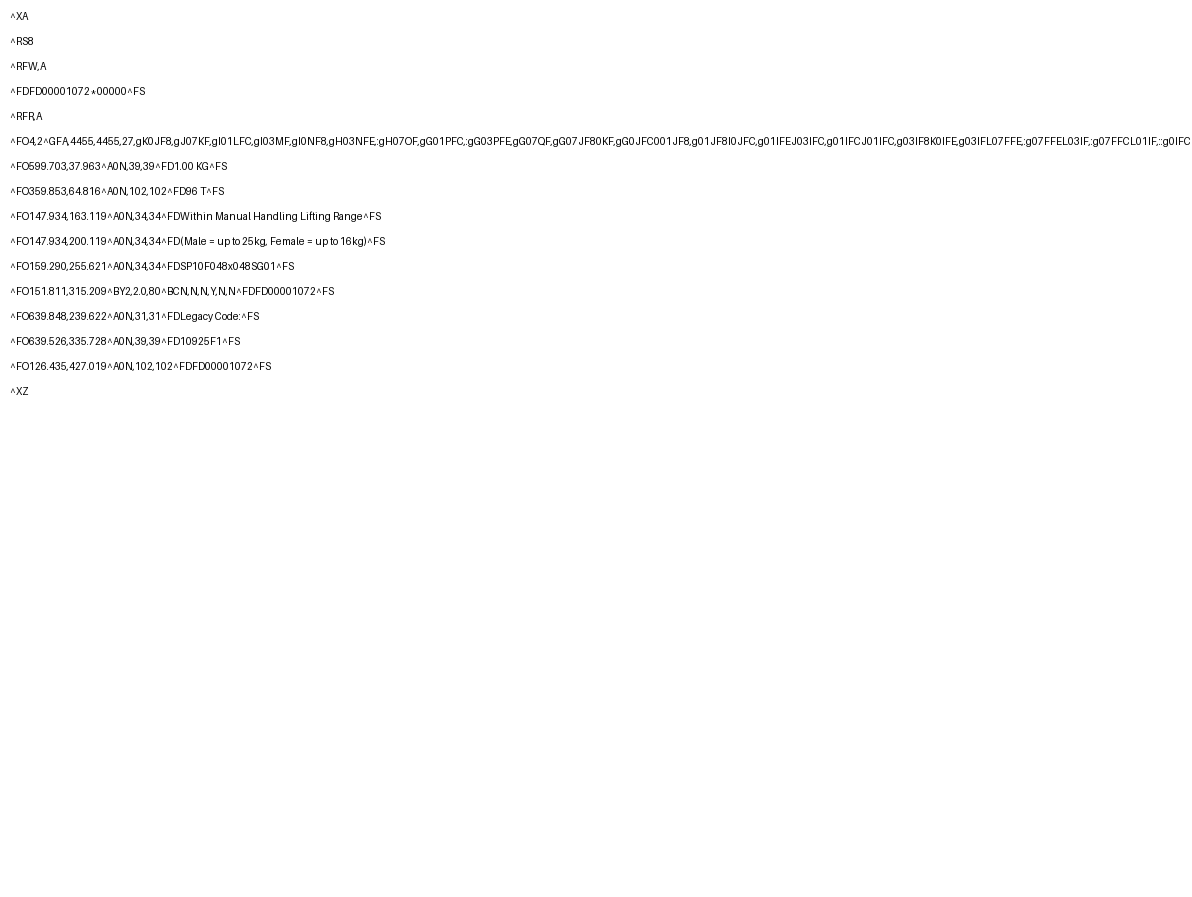 ^XA
^RS8
^RFW,A
^FDFD00001072*00000^FS
^RFR,A
^FO4,2^GFA,4455,4455,27,gK0JF8,gJ07KF,gI01LFC,gI03MF,gI0NF8,gH03NFE,:gH07OF,gG01PFC,:gG03PFE,gG07QF,gG07JF80KF,gG0JFC001JF8,g01JF8I0JFC,g01IFEJ03IFC,g01IFCJ01IFC,g03IF8K0IFE,g03IFL07FFE,:g07FFEL03IF,:g07FFCL01IF,::g0IFC
^FO599.703,37.963^A0N,39,39^FD1.00 KG^FS
^FO359.853,64.816^A0N,102,102^FD96 T^FS
^FO147.934,163.119^A0N,34,34^FDWithin Manual Handling Lifting Range^FS
^FO147.934,200.119^A0N,34,34^FD(Male = up to 25kg, Female = up to 16kg)^FS
^FO159.290,255.621^A0N,34,34^FDSP10F048x048SG01^FS
^FO151.811,315.209^BY2,2.0,80^BCN,N,N,Y,N,N^FDFD00001072^FS
^FO639.848,239.622^A0N,31,31^FDLegacy Code:^FS
^FO639.526,335.728^A0N,39,39^FD10925F1^FS
^FO126.435,427.019^A0N,102,102^FDFD00001072^FS
^XZ